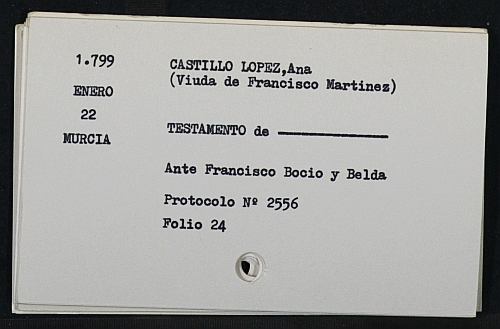 1.799
ENERO
22
MURCIA
CASTILLO LOPEZ,Ana
(Viuda de Francisco Martinez)
TESTAMENTO de
Ante Francisco Bocio y Belda
Protocolo Nº 2556
Folio 24